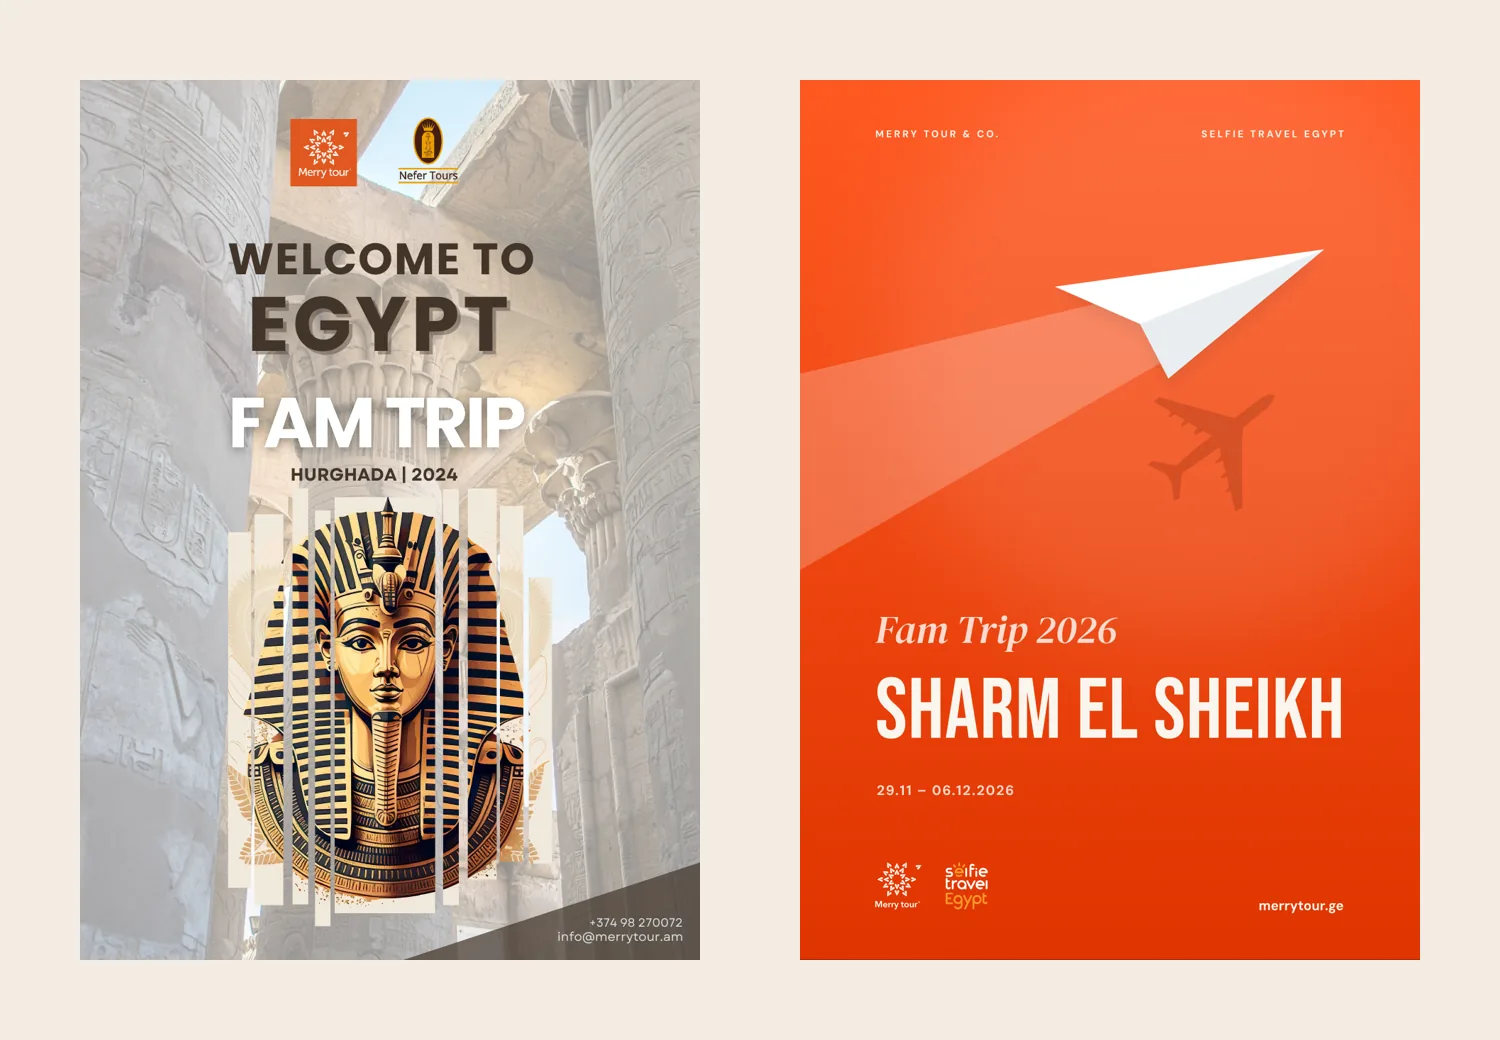 Merry tour
Nefer Tours
WELCOME TO
EGYPT
FAM TRIP
HURGHADA | 2024
+374 98 270072
info@merrytour.am
MERRY TOUR & CO.
SELFIE TRAVEL EGYPT
Fam Trip 2026
SHARM EL SHEIKH
29.11 – 06.12.2026
Merry tour
selfie
travel
Egypt
merrytour.ge